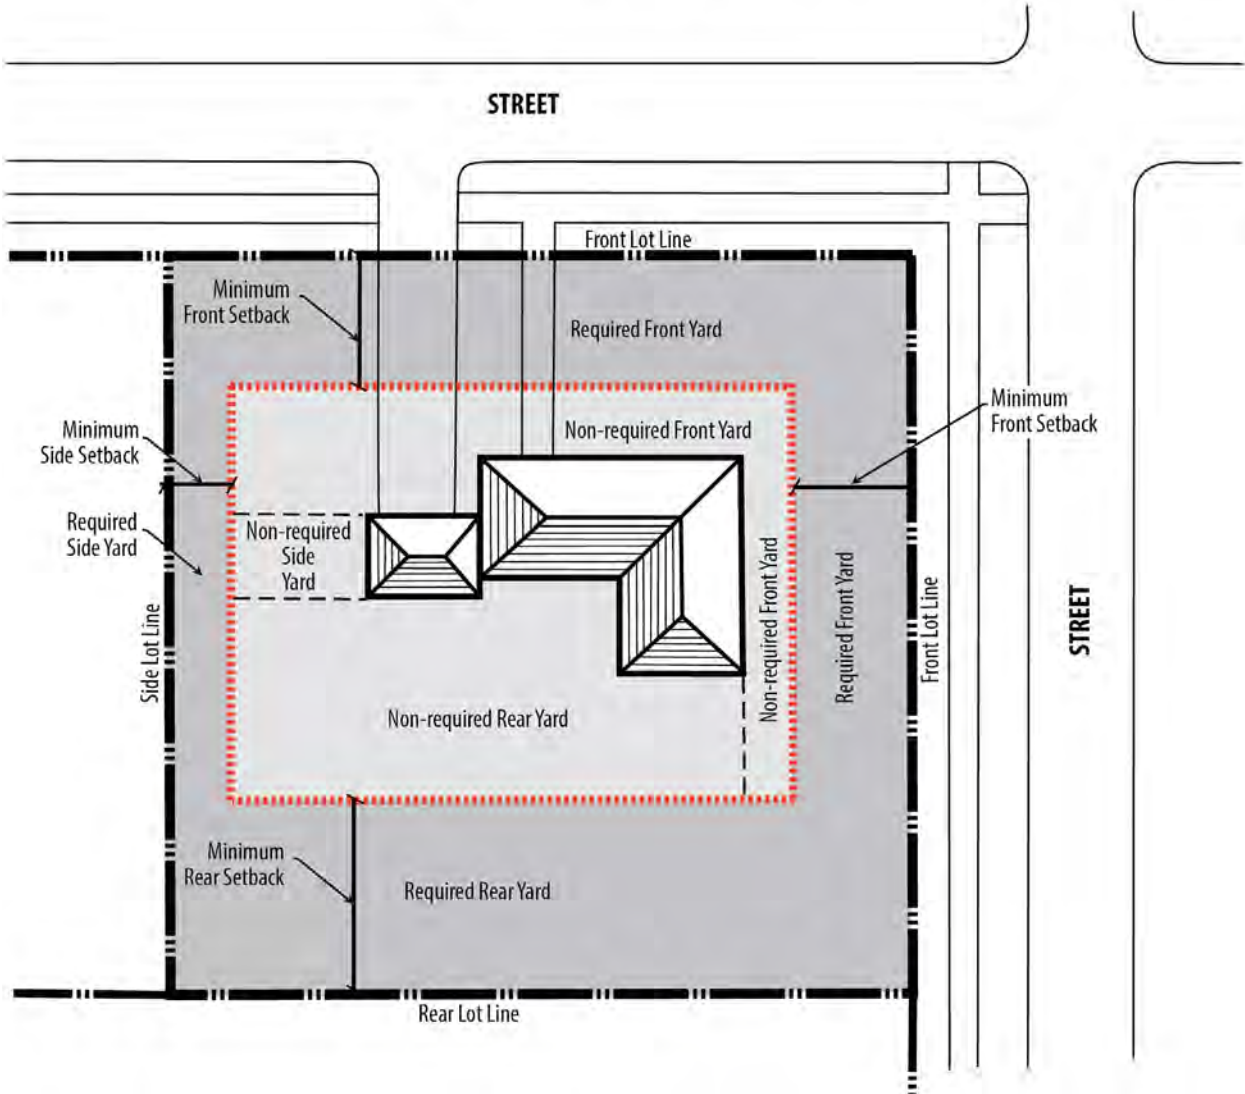 STREET
Front Lot Line
Minimum
Front Setback
Required Front Yard
Minimum
Front Setback
Non-required Front Yard
Minimum
Side Setback
Required
Side Yard
Non-required
Side
Yard
Non-required Front Yard
Required Front Yard
Front Lot Line
STREET
Side Lot Line
Non-required Rear Yard
Minimum
Rear Setback
Required Rear Yard
Rear Lot Line